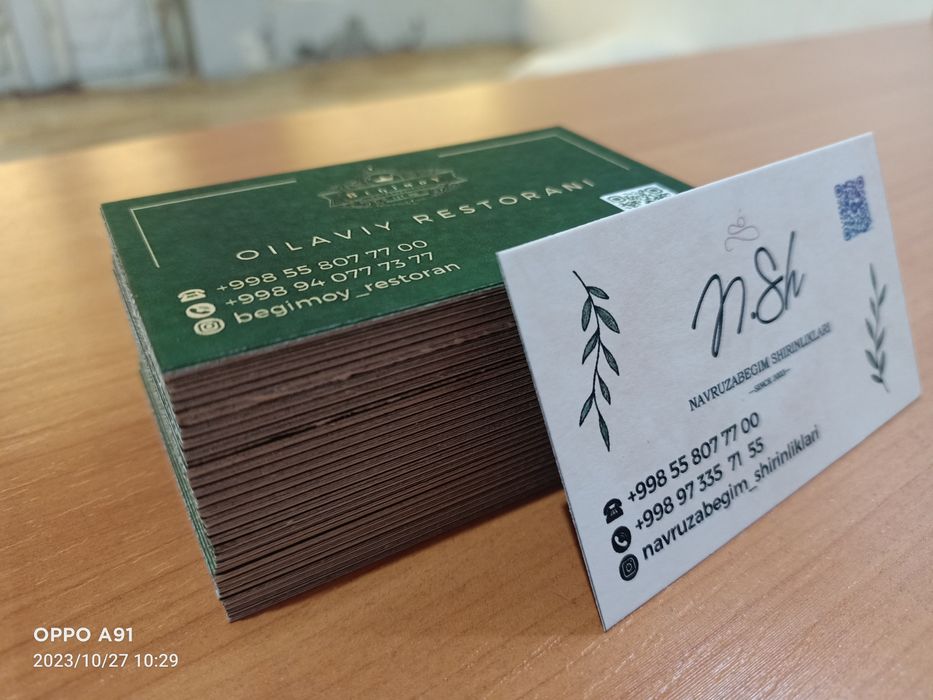 BEGIMOY
OILAVIY RESTORANI
+998 55 807 77 00
+998 94 077 73 77
begimoy_restoran
N.Sh
NAVRUZABEGIM SHIRINLIKLARI
+998 55 807 77 00
+998 97 335 71 55
navruzabegim_shirinliklari
OPPO A91
2023/10/27 10:29